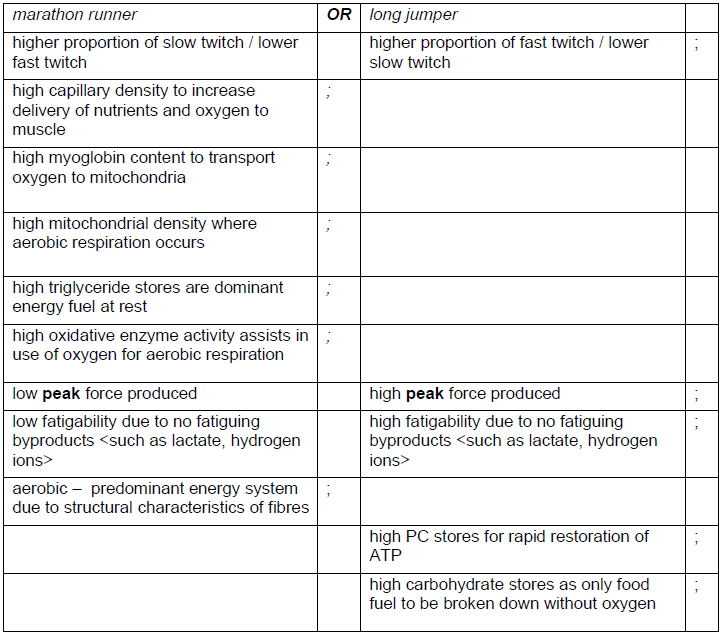 marathon runner OR long jumper
higher proportion of slow twitch / lower higher proportion of fast twitch / lower ;
fast twitch slow twitch
high capillary density to increase ;
delivery of nutrients and oxygen to
muscle
high myoglobin content to transport ;
oxygen to mitochondria
high mitochondrial density where ;
aerobic respiration occurs
high triglyceride stores are dominant ;
energy fuel at rest
high oxidative enzyme activity assists in ;
use of oxygen for aerobic respiration
low peak force produced high peak force produced ;
low fatigability due to no fatiguing high fatigability due to no fatiguing ;
byproducts <such as lactate, hydrogen byproducts <such as lactate, hydrogen
ions> ions>
aerobic – predominant energy system ;
due to structural characteristics of fibres
high PC stores for rapid restoration of ;
ATP
high carbohydrate stores as only food ;
fuel to be broken down without oxygen